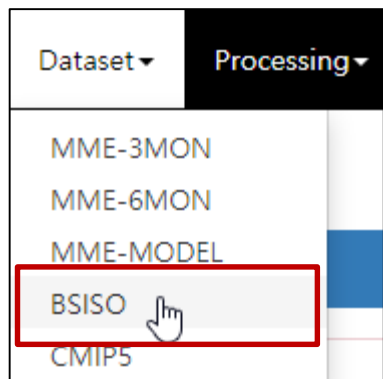 Dataset▾ Processing▾
MME-3MON
MME-6MON
MME-MODEL
BSISO
CMIP5